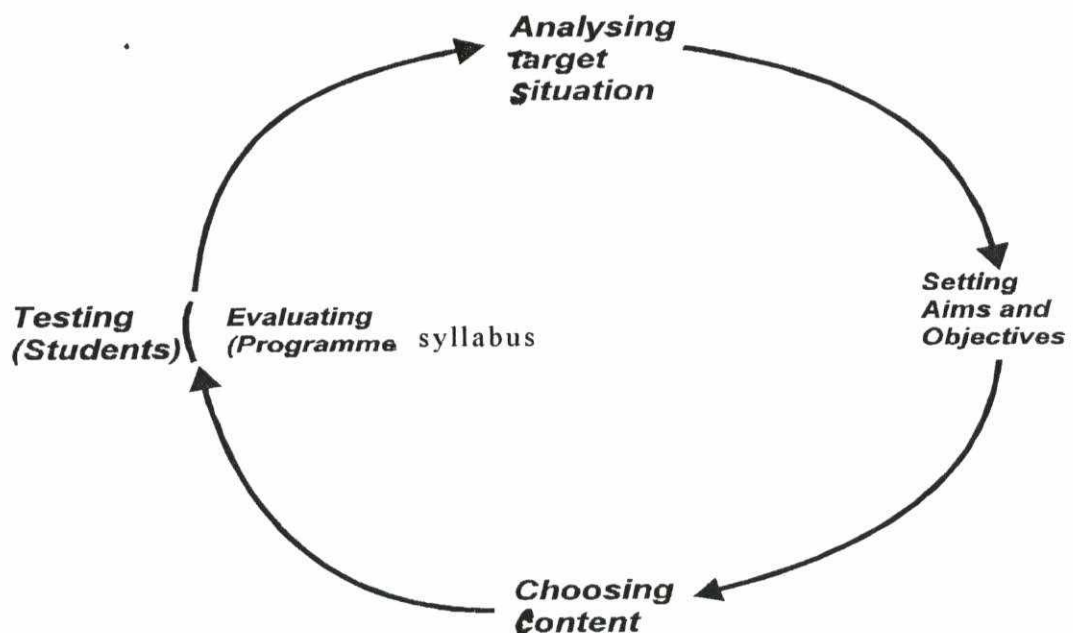 Analysing
Target
Situation
Setting
Aims and
Objectives
Testing
(Students)
Evaluating
(Programme syllabus
Choosing
Content